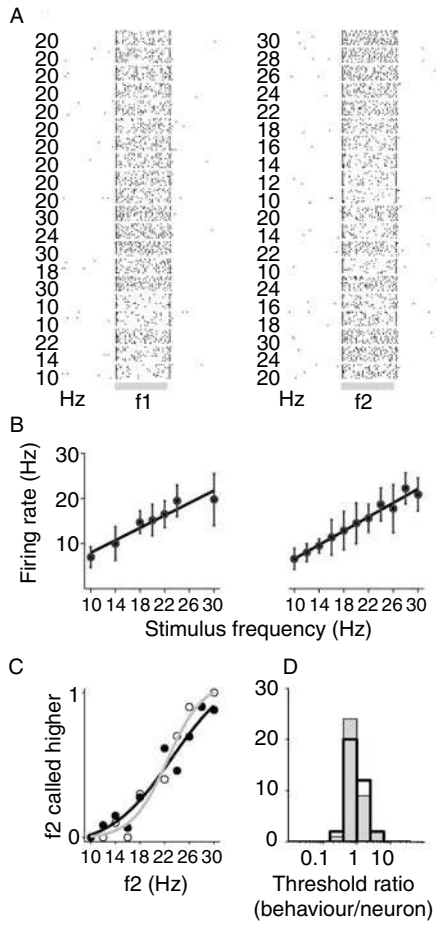 A
20 30
20 28
20 26
20 24
20 22
20 18
20 16
20 14
20 12
20 10
30 20
24 14
30 22
18 10
30 24
10 16
10 18
22 30
14 24
10 20
Hz f1 Hz f2
B
Firing rate (Hz)
30
20
10
10 14 18 22 26 30 10 14 18 22 26 30
Stimulus frequency (Hz)
C
f2 called higher
1
0
10 14 18 22 26 30
f2 (Hz)
D
30
20
10
0
0.1 1 10
Threshold ratio
(behaviour/neuron)